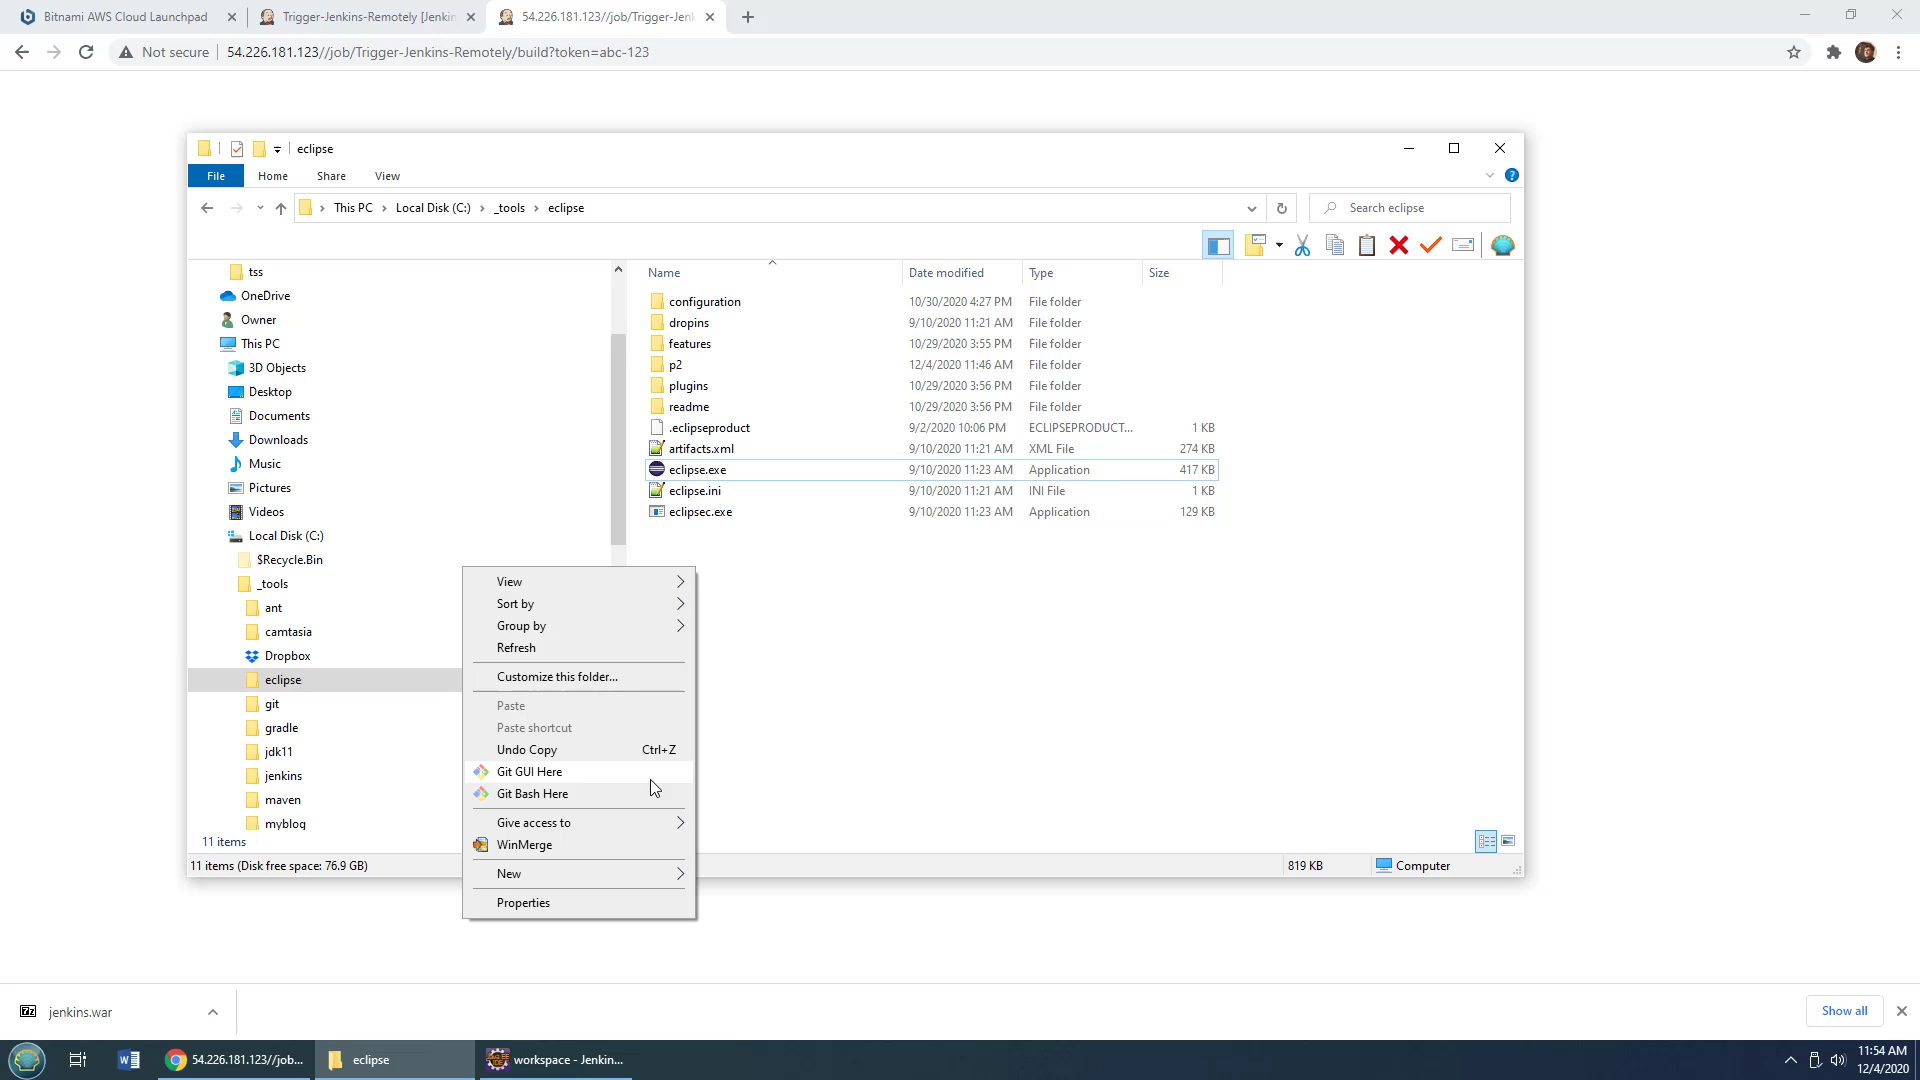 Bitnami AWS Cloud Launchpad
Trigger-Jenkins-Remotely [Jenkin
54.226.181.123//job/Trigger-Jenk
Not secure
54.226.181.123//job/Trigger-Jenkins-Remotely/build?token=abc-123
eclipse
File
Home
Share
View
This PC
Local Disk (C:)
_tools
eclipse
Search eclipse
tss
OneDrive
Owner
This PC
3D Objects
Desktop
Documents
Downloads
Music
Pictures
Videos
Local Disk (C:)
$Recycle.Bin
_tools
ant
camtasia
Dropbox
eclipse
git
gradle
jdk11
jenkins
maven
myblog
Name Date modified Type Size
configuration 10/30/2020 4:27 PM File folder
dropins 9/10/2020 11:21 AM File folder
features 10/29/2020 3:55 PM File folder
p2 12/4/2020 11:46 AM File folder
plugins 10/29/2020 3:56 PM File folder
readme 10/29/2020 3:56 PM File folder
.eclipseproduct 9/2/2020 10:06 PM ECLIPSEPRODUCT... 1 KB
artifacts.xml 9/10/2020 11:21 AM XML File 274 KB
eclipse.exe 9/10/2020 11:23 AM Application 417 KB
eclipse.ini 9/10/2020 11:21 AM INI File 1 KB
eclipsec.exe 9/10/2020 11:23 AM Application 129 KB
View
Sort by
Group by
Refresh
Customize this folder...
Paste
Paste shortcut
Undo Copy Ctrl+Z
Git GUI Here
Git Bash Here
Give access to
WinMerge
New
Properties
11 items
11 items (Disk free space: 76.9 GB)
819 KB
Computer
jenkins.war
Show all
54.226.181.123//job...
eclipse
workspace - Jenkin...
11:54 AM
12/4/2020